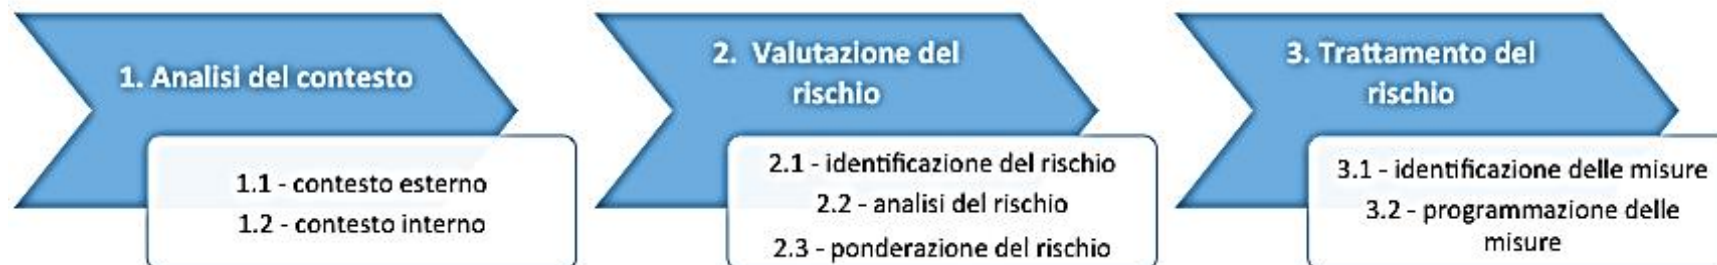 1. Analisi del contesto
1.1 - contesto esterno
1.2 - contesto interno
2. Valutazione del
rischio
2.1 - identificazione del rischio
2.2 - analisi del rischio
2.3 - ponderazione del rischio
3. Trattamento del
rischio
3.1 - identificazione delle misure
3.2 - programmazione delle
misure